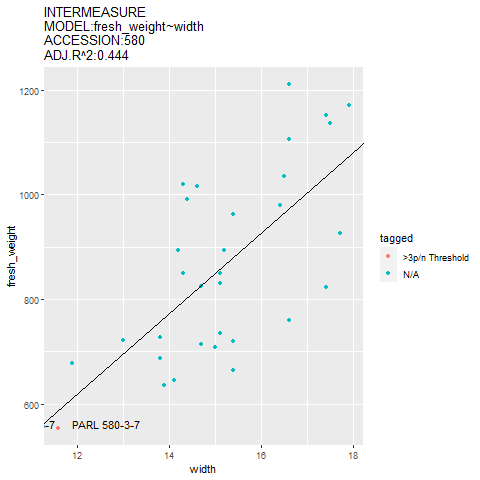 INTERMEASURE
MODEL:fresh_weight~width
ACCESSION:580
ADJ.R^2:0.444
1200
1000
800
600
fresh_weight
-7
PARL 580-3-7
12
14
16
18
width
tagged
>3p/n Threshold
N/A